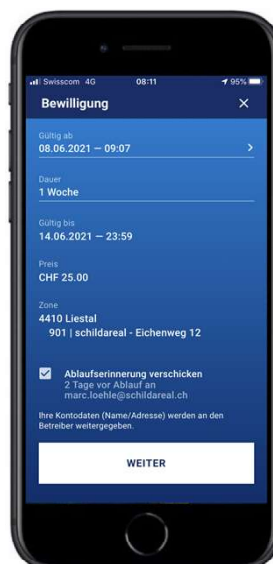 Swisscom 4G 08:11 95%
Bewilligung
Gültig ab
08.06.2021 — 09:07
Dauer
1 Woche
Gültig bis
14.06.2021 — 23:59
Preis
CHF 25.00
Zone
4410 Liestal
901 | schildareal - Eichenweg 12
Ablaufserinnerung verschicken
2 Tage vor Ablauf an
marc.loehle@schildareal.ch
Ihre Kontodaten (Name/Adresse) werden an den
Betreiber weitergegeben.
WEITER